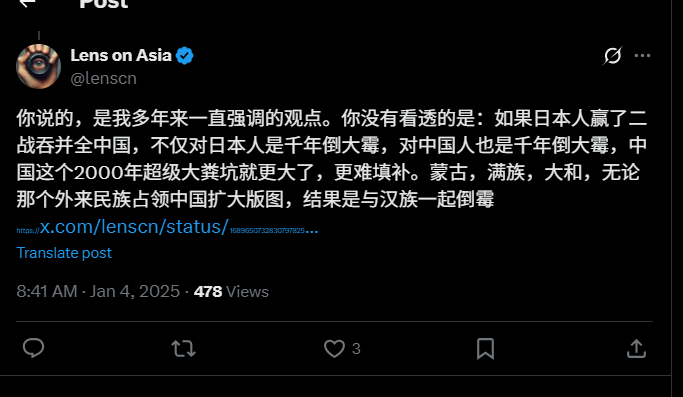 Post
Lens on Asia
@lenscn
你说的，是我多年来一直强调的观点。你没有看透的是：如果日本人赢了二
战吞并全中国，不仅对日本人是千年倒大霉，对中国人也是千年倒大霉，中
国这个2000年超级大粪坑就更大了，更难填补。蒙古，满族，大和，无论
那个外来民族占领中国扩大版图，结果是与汉族一起倒霉
https://x.com/lenscn/status/1689650732830797825...
Translate post
8:41 AM · Jan 4, 2025 · 478 Views
3